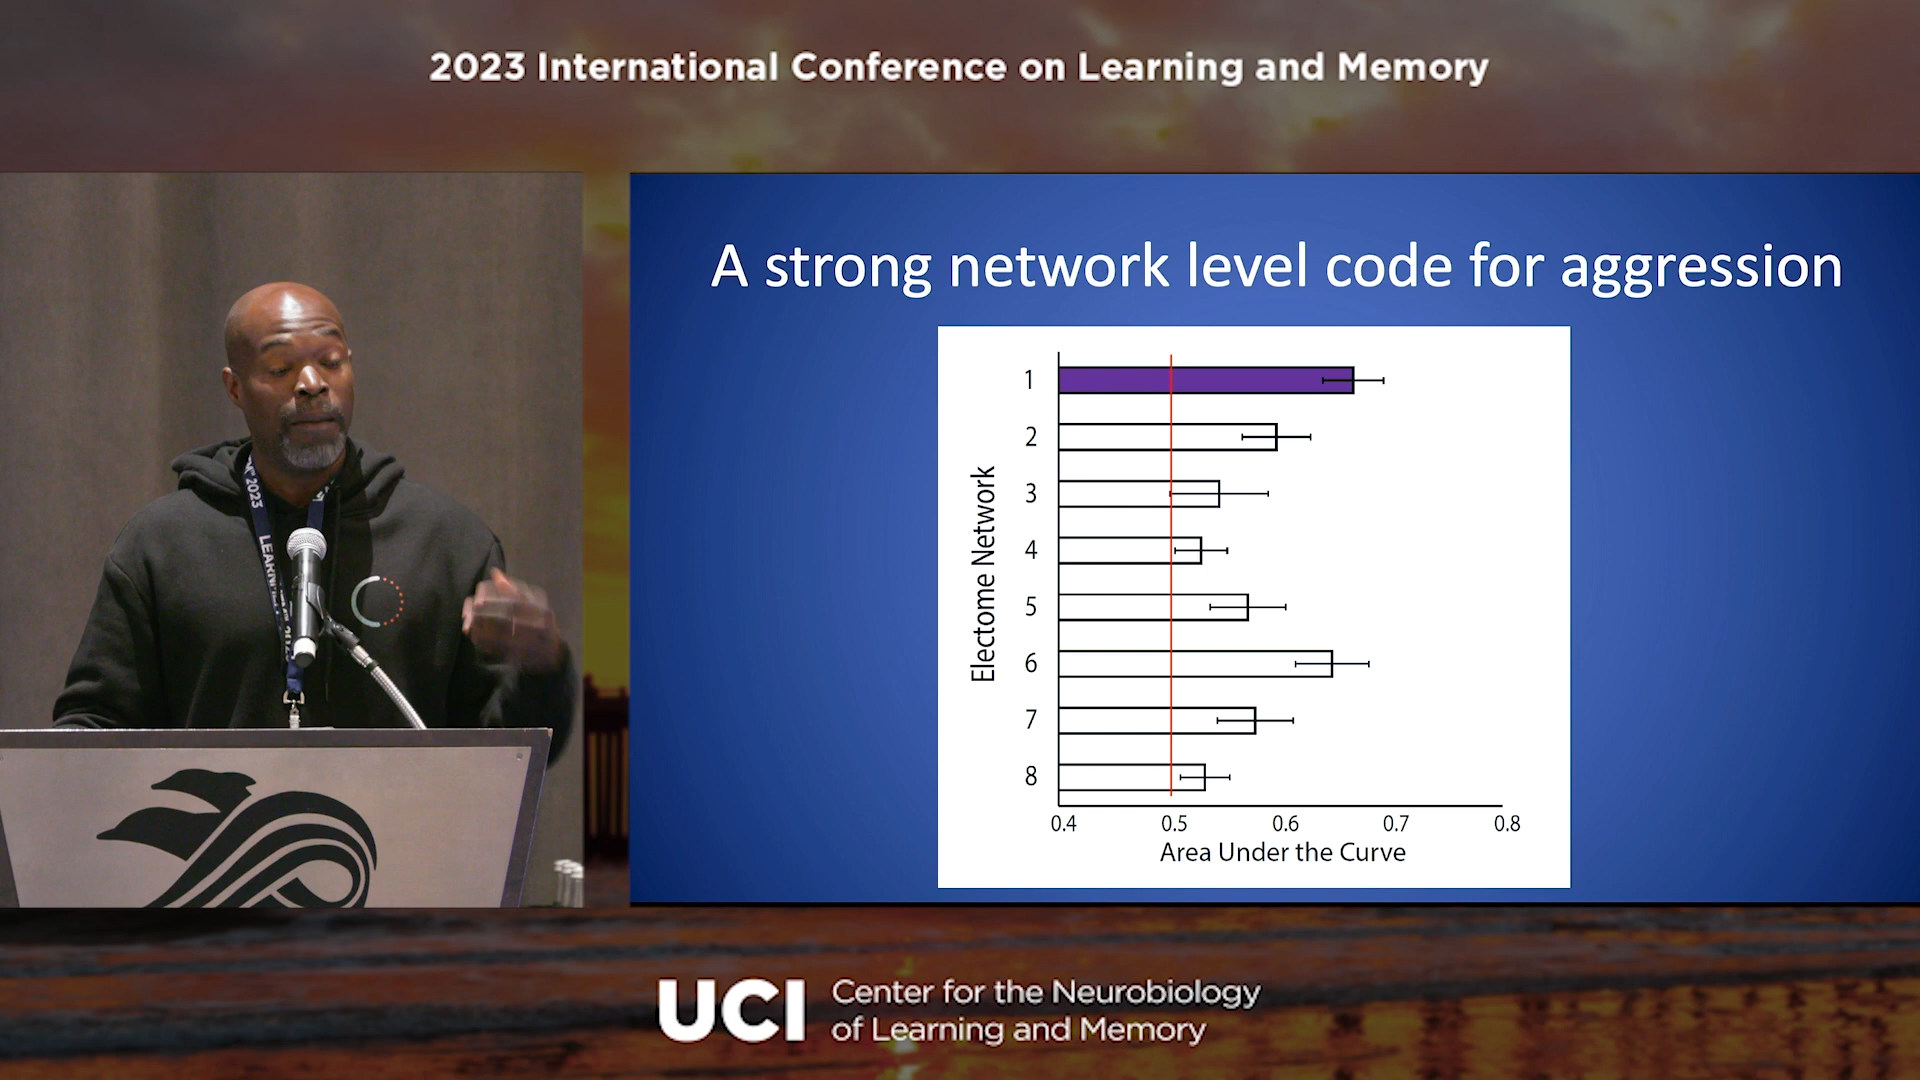 2023 International Conference on Learning and Memory
A strong network level code for aggression
Electome Network
1
2
3
4
5
6
7
8
0.4 0.5 0.6 0.7 0.8
Area Under the Curve
2023
UCI Center for the Neurobiology
of Learning and Memory